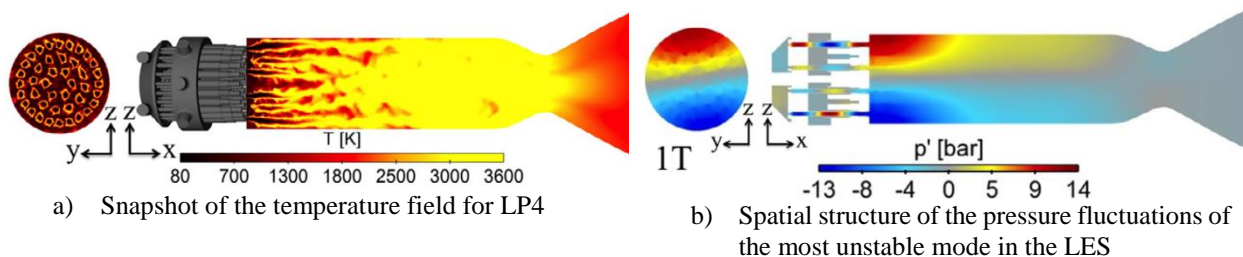 z z
y x
T [K]
80 700 1300 1800 2500 3000 3600
a) Snapshot of the temperature field for LP4
z z
y x
1T
p' [bar]
-13 -8 -4 0 5 9 14
b) Spatial structure of the pressure fluctuations of
the most unstable mode in the LES